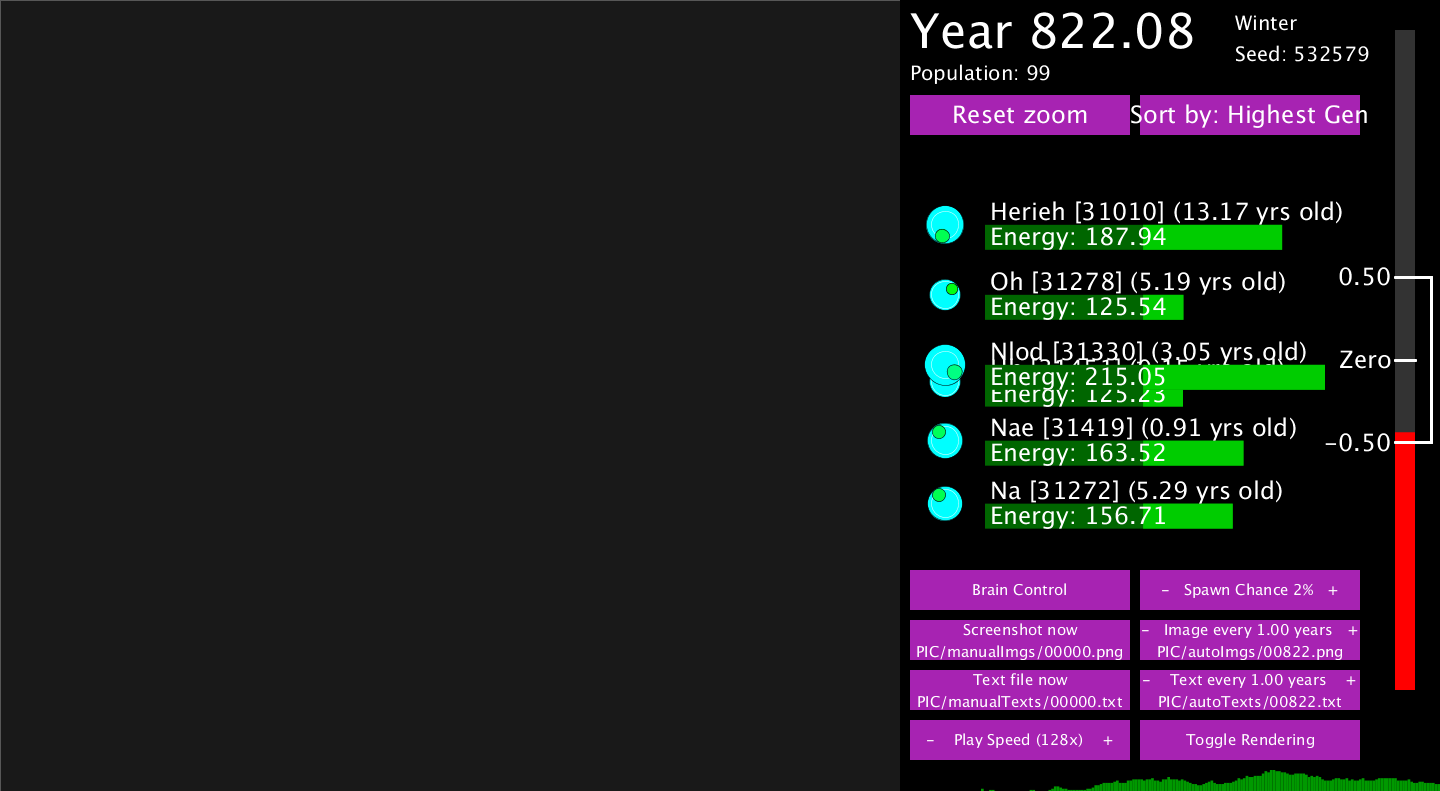 Year 822.08
Winter
Seed: 532579
Population: 99
Reset zoom
Sort by: Highest Gen
Herieh [31010] (13.17 yrs old)
Energy: 187.94
Oh [31278] (5.19 yrs old)
Energy: 125.54
Nlod [31330] (3.05 yrs old)
Energy: 215.05
Energy: 125.23
Nae [31419] (0.91 yrs old)
Energy: 163.52
Na [31272] (5.29 yrs old)
Energy: 156.71
0.50
Zero
-0.50
Brain Control
- Spawn Chance 2% +
Screenshot now
PIC/manualImgs/00000.png
- Image every 1.00 years +
PIC/autoImgs/00822.png
Text file now
PIC/manualTexts/00000.txt
- Text every 1.00 years +
PIC/autoTexts/00822.txt
- Play Speed (128x) +
Toggle Rendering